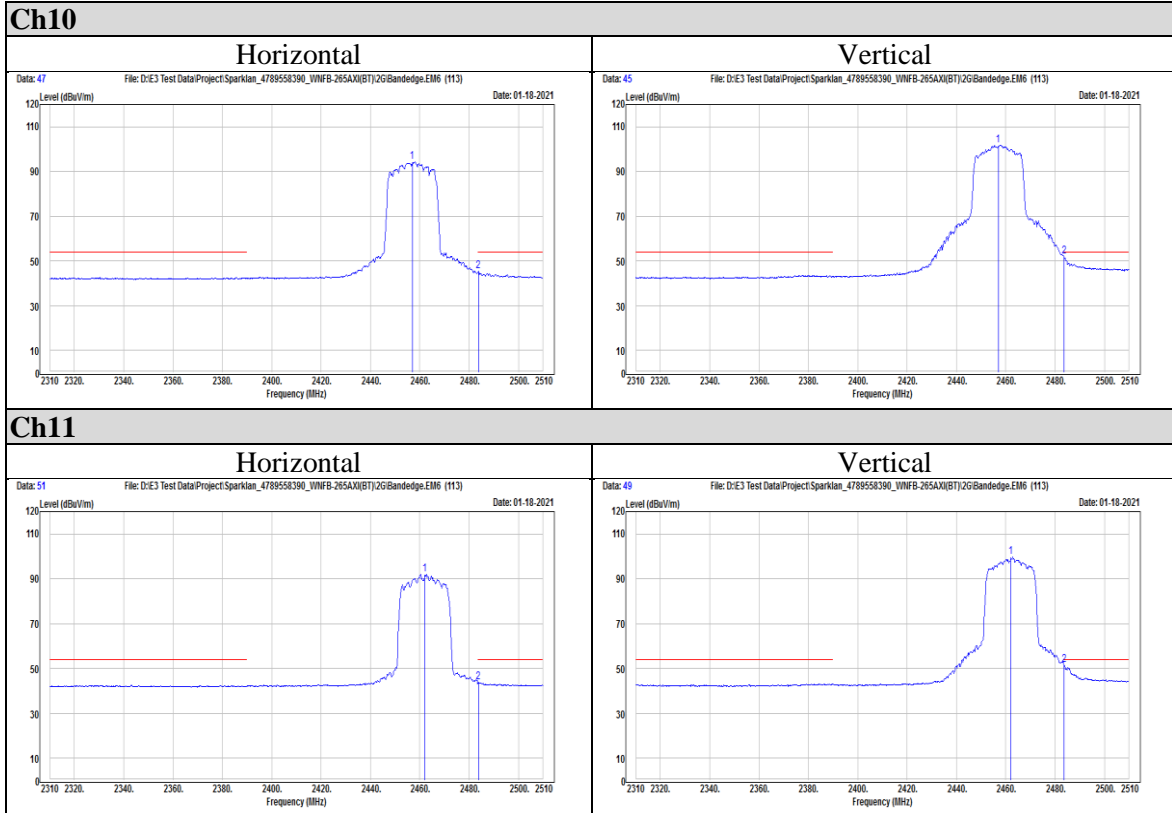 Ch10
Horizontal Vertical
Data: 47 File: D:\E3 Test Data\Project\Sparklan_4789558390_WNFB-265AXI(BT)\2G\Bandedge.EM6 (113)
120 Level (dBuV/m) Date: 01-18-2021
110
90
70
50
30
10
0
1
2
2310 2320. 2340. 2360. 2380. 2400. 2420. 2440. 2460. 2480. 2500. 2510
Frequency (MHz)
Data: 45 File: D:\E3 Test Data\Project\Sparklan_4789558390_WNFB-265AXI(BT)\2G\Bandedge.EM6 (113)
120 Level (dBuV/m) Date: 01-18-2021
110
90
70
50
30
10
0
1
2
2310 2320. 2340. 2360. 2380. 2400. 2420. 2440. 2460. 2480. 2500. 2510
Frequency (MHz)
Ch11
Horizontal Vertical
Data: 51 File: D:\E3 Test Data\Project\Sparklan_4789558390_WNFB-265AXI(BT)\2G\Bandedge.EM6 (113)
120 Level (dBuV/m) Date: 01-18-2021
110
90
70
50
30
10
0
1
2
2310 2320. 2340. 2360. 2380. 2400. 2420. 2440. 2460. 2480. 2500. 2510
Frequency (MHz)
Data: 49 File: D:\E3 Test Data\Project\Sparklan_4789558390_WNFB-265AXI(BT)\2G\Bandedge.EM6 (113)
120 Level (dBuV/m) Date: 01-18-2021
110
90
70
50
30
10
0
1
2
2310 2320. 2340. 2360. 2380. 2400. 2420. 2440. 2460. 2480. 2500. 2510
Frequency (MHz)